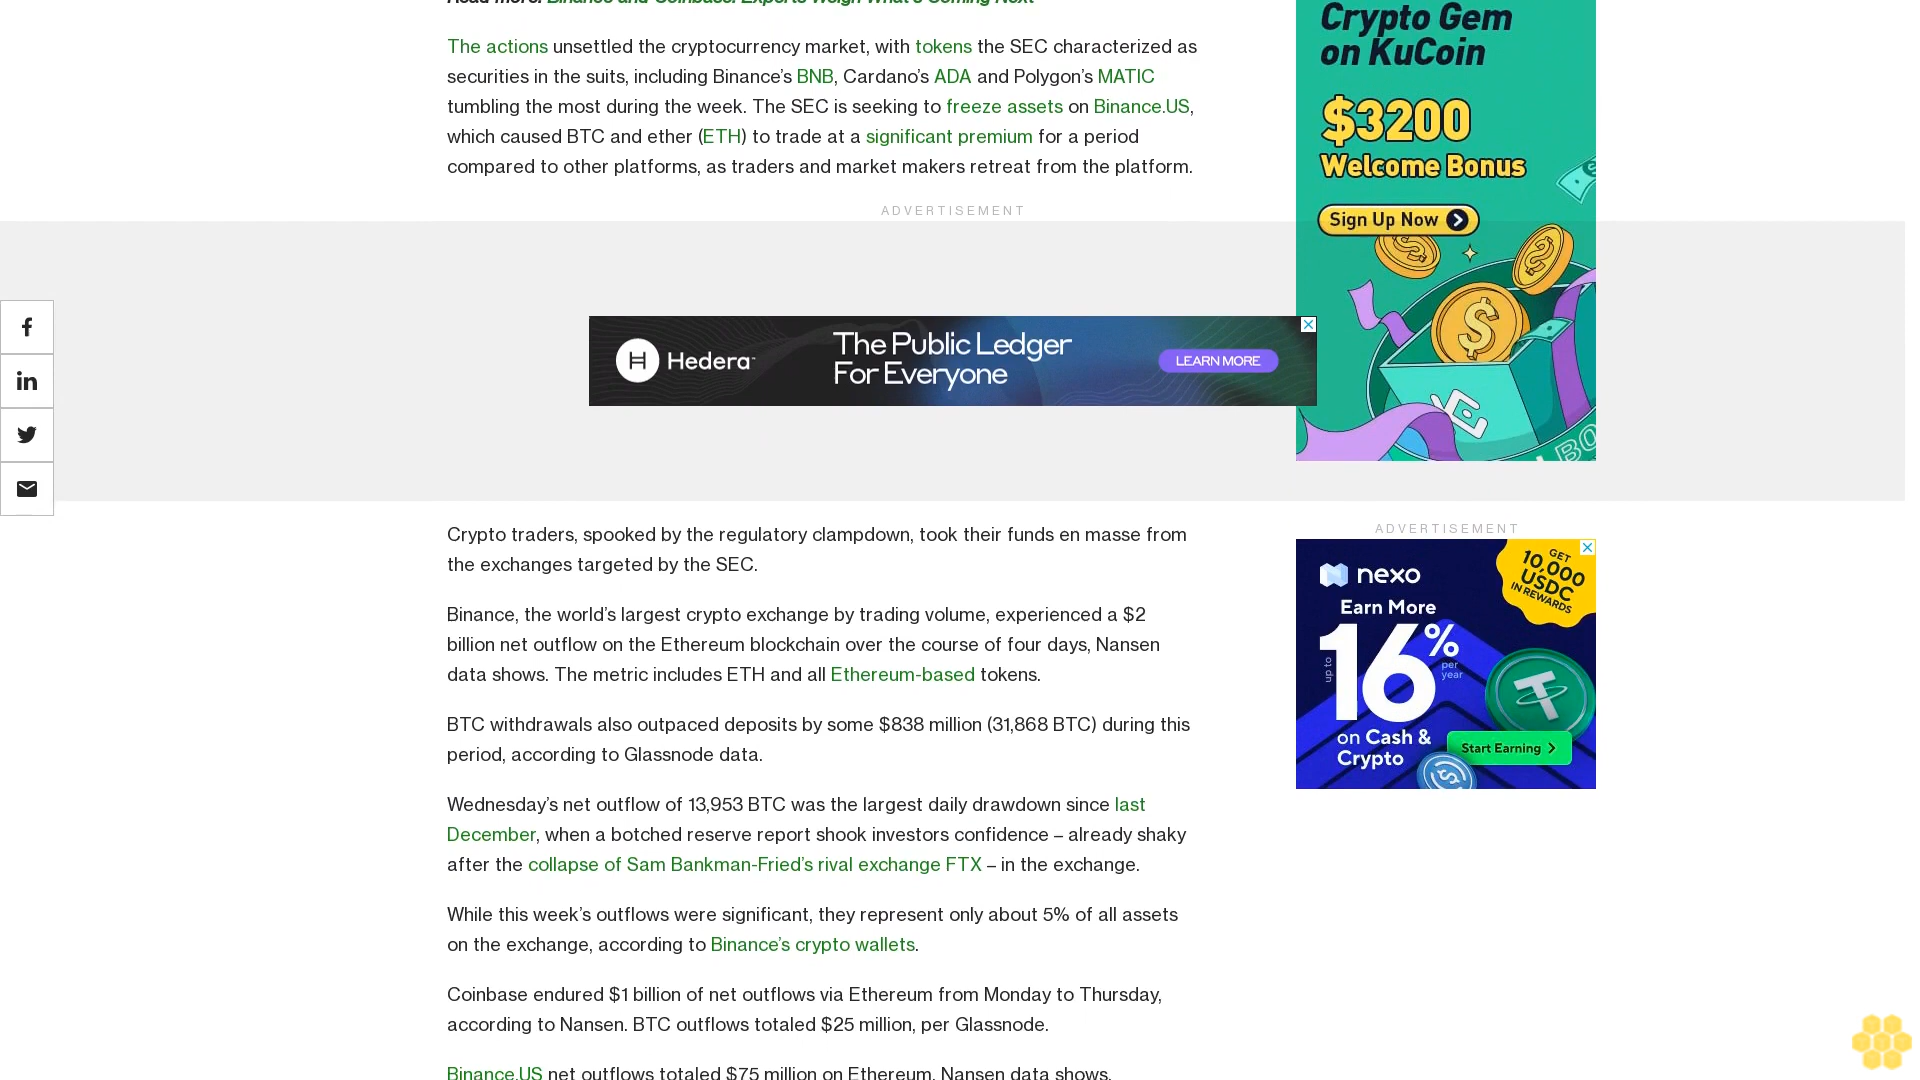 The actions unsettled the cryptocurrency market, with tokens the SEC characterized as
securities in the suits, including Binance’s BNB, Cardano’s ADA and Polygon’s MATIC
tumbling the most during the week. The SEC is seeking to freeze assets on Binance.US,
which caused BTC and ether (ETH) to trade at a significant premium for a period
compared to other platforms, as traders and market makers retreat from the platform.
Crypto Gem
on KuCoin
$3200
Welcome Bonus
Sign Up Now
ADVERTISEMENT
Hedera
The Public Ledger
For Everyone
LEARN MORE
Crypto traders, spooked by the regulatory clampdown, took their funds en masse from
the exchanges targeted by the SEC.
Binance, the world’s largest crypto exchange by trading volume, experienced a $2
billion net outflow on the Ethereum blockchain over the course of four days, Nansen
data shows. The metric includes ETH and all Ethereum-based tokens.
BTC withdrawals also outpaced deposits by some $838 million (31,868 BTC) during this
period, according to Glassnode data.
Wednesday’s net outflow of 13,953 BTC was the largest daily drawdown since last
December, when a botched reserve report shook investors confidence – already shaky
after the collapse of Sam Bankman-Fried’s rival exchange FTX – in the exchange.
While this week’s outflows were significant, they represent only about 5% of all assets
on the exchange, according to Binance’s crypto wallets.
Coinbase endured $1 billion of net outflows via Ethereum from Monday to Thursday,
according to Nansen. BTC outflows totaled $25 million, per Glassnode.
Binance.US net outflows totaled $75 million on Ethereum, Nansen data shows.
ADVERTISEMENT
nexo
GET
10,000
USDC
IN REWARDS
Earn More
up to
16%
per
year
on Cash &
Crypto
Start Earning